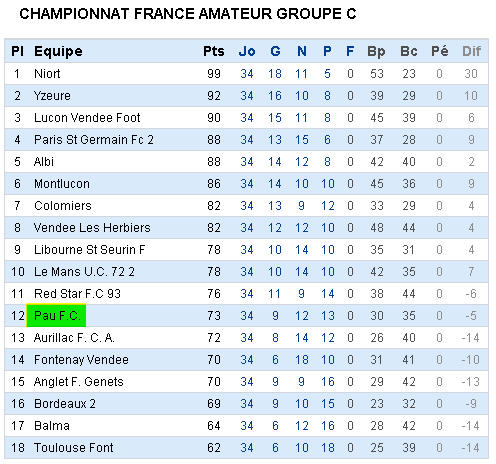 CHAMPIONNAT FRANCE AMATEUR GROUPE C
Pl Equipe Pts Jo G N P F Bp Bc Pé Dif
1 Niort 99 34 18 11 5 0 53 23 0 30
2 Yzeure 92 34 16 10 8 0 39 29 0 10
3 Lucon Vendee Foot 90 34 15 11 8 0 45 39 0 6
4 Paris St Germain Fc 2 88 34 13 15 6 0 37 28 0 9
5 Albi 88 34 14 12 8 0 42 40 0 2
6 Montlucon 86 34 14 10 10 0 45 36 0 9
7 Colomiers 82 34 13 9 12 0 33 29 0 4
8 Vendee Les Herbiers 82 34 12 12 10 0 48 44 0 4
9 Libourne St Seurin F 78 34 10 14 10 0 36 31 0 5
10 Le Mans U.C. 72 2 78 34 10 14 10 0 42 35 0 7
11 Red Star F.C 93 76 34 11 9 14 0 38 44 0 -6
12 Pau F.C. 73 34 9 12 13 0 30 35 0 -5
13 Aurillac F. C. A. 72 34 8 14 12 0 26 40 0 -14
14 Fontenay Vendee 70 34 6 18 10 0 31 41 0 -10
15 Anglet F. Genets 70 34 9 9 16 0 29 42 0 -13
16 Bordeaux 2 69 34 9 10 15 0 23 32 0 -9
17 Balma 64 34 6 12 16 0 28 42 0 -14
18 Toulouse Font 62 34 6 10 18 0 25 39 0 -14